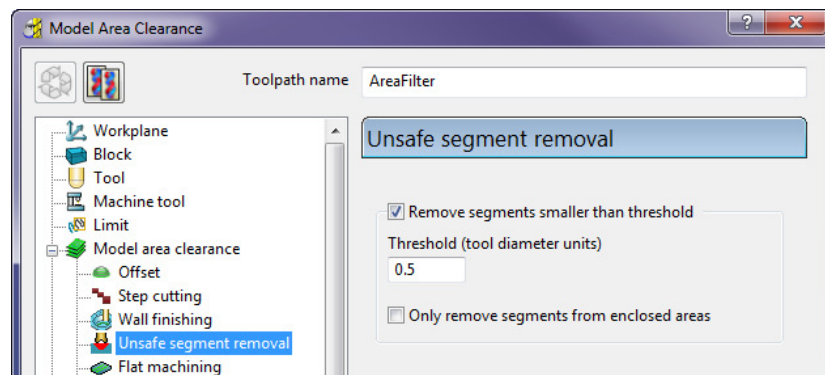 Model Area Clearance
?
Toolpath name
AreaFilter
Workplane
Block
Tool
Machine tool
Limit
Model area clearance
Offset
Step cutting
Wall finishing
Unsafe segment removal
Flat machining
Unsafe segment removal
Remove segments smaller than threshold
Threshold (tool diameter units)
0.5
Only remove segments from enclosed areas